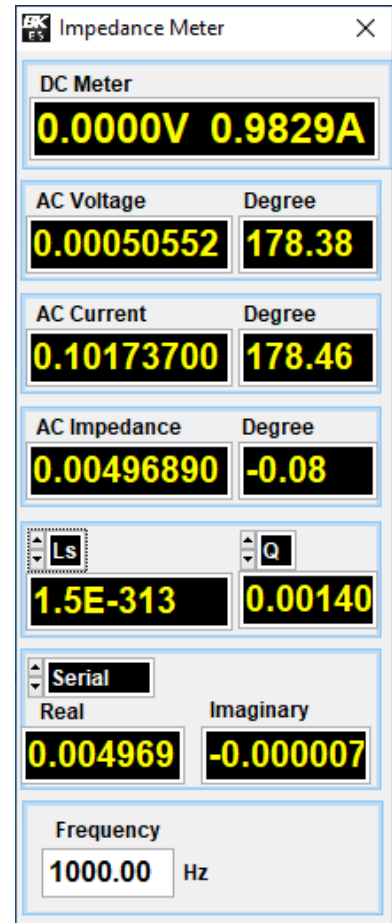 BK
ES
Impedance Meter
DC Meter
0.0000V 0.9829A
AC Voltage Degree
0.00050552 178.38
AC Current Degree
0.10173700 178.46
AC Impedance Degree
0.00496890 -0.08
Ls Q
1.5E-313 0.00140
Serial
Real Imaginary
0.004969 -0.000007
Frequency
1000.00 Hz